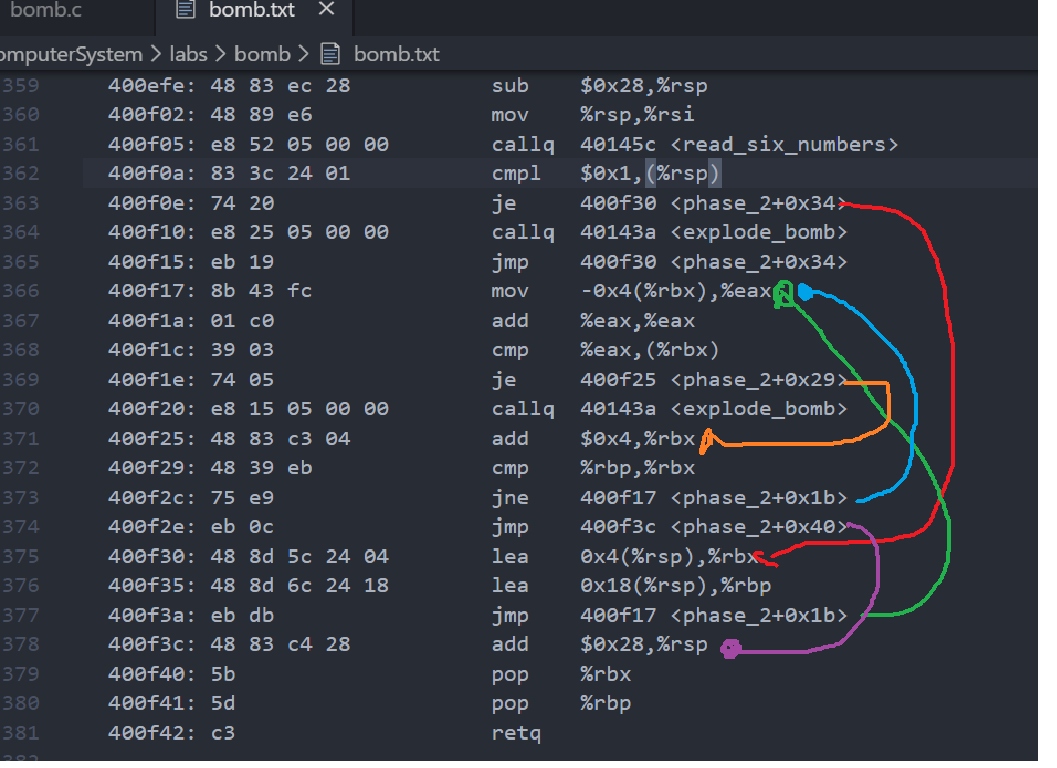 bomb.c bomb.txt ×
omputerSystem > labs > bomb > bomb.txt
359 400efe: 48 83 ec 28 sub $0x28,%rsp
360 400f02: 48 89 e6 mov %rsp,%rsi
361 400f05: e8 52 05 00 00 callq 40145c <read_six_numbers>
362 400f0a: 83 3c 24 01 cmpl $0x1,(%rsp)
363 400f0e: 74 20 je 400f30 <phase_2+0x34>
364 400f10: e8 25 05 00 00 callq 40143a <explode_bomb>
365 400f15: eb 19 jmp 400f30 <phase_2+0x34>
366 400f17: 8b 43 fc mov -0x4(%rbx),%eax
367 400f1a: 01 c0 add %eax,%eax
368 400f1c: 39 03 cmp %eax,(%rbx)
369 400f1e: 74 05 je 400f25 <phase_2+0x29>
370 400f20: e8 15 05 00 00 callq 40143a <explode_bomb>
371 400f25: 48 83 c3 04 add $0x4,%rbx
372 400f29: 48 39 eb cmp %rbp,%rbx
373 400f2c: 75 e9 jne 400f17 <phase_2+0x1b>
374 400f2e: eb 0c jmp 400f3c <phase_2+0x40>
375 400f30: 48 8d 5c 24 04 lea 0x4(%rsp),%rbx
376 400f35: 48 8d 6c 24 18 lea 0x18(%rsp),%rbp
377 400f3a: eb db jmp 400f17 <phase_2+0x1b>
378 400f3c: 48 83 c4 28 add $0x28,%rsp
379 400f40: 5b pop %rbx
380 400f41: 5d pop %rbp
381 400f42: c3 retq